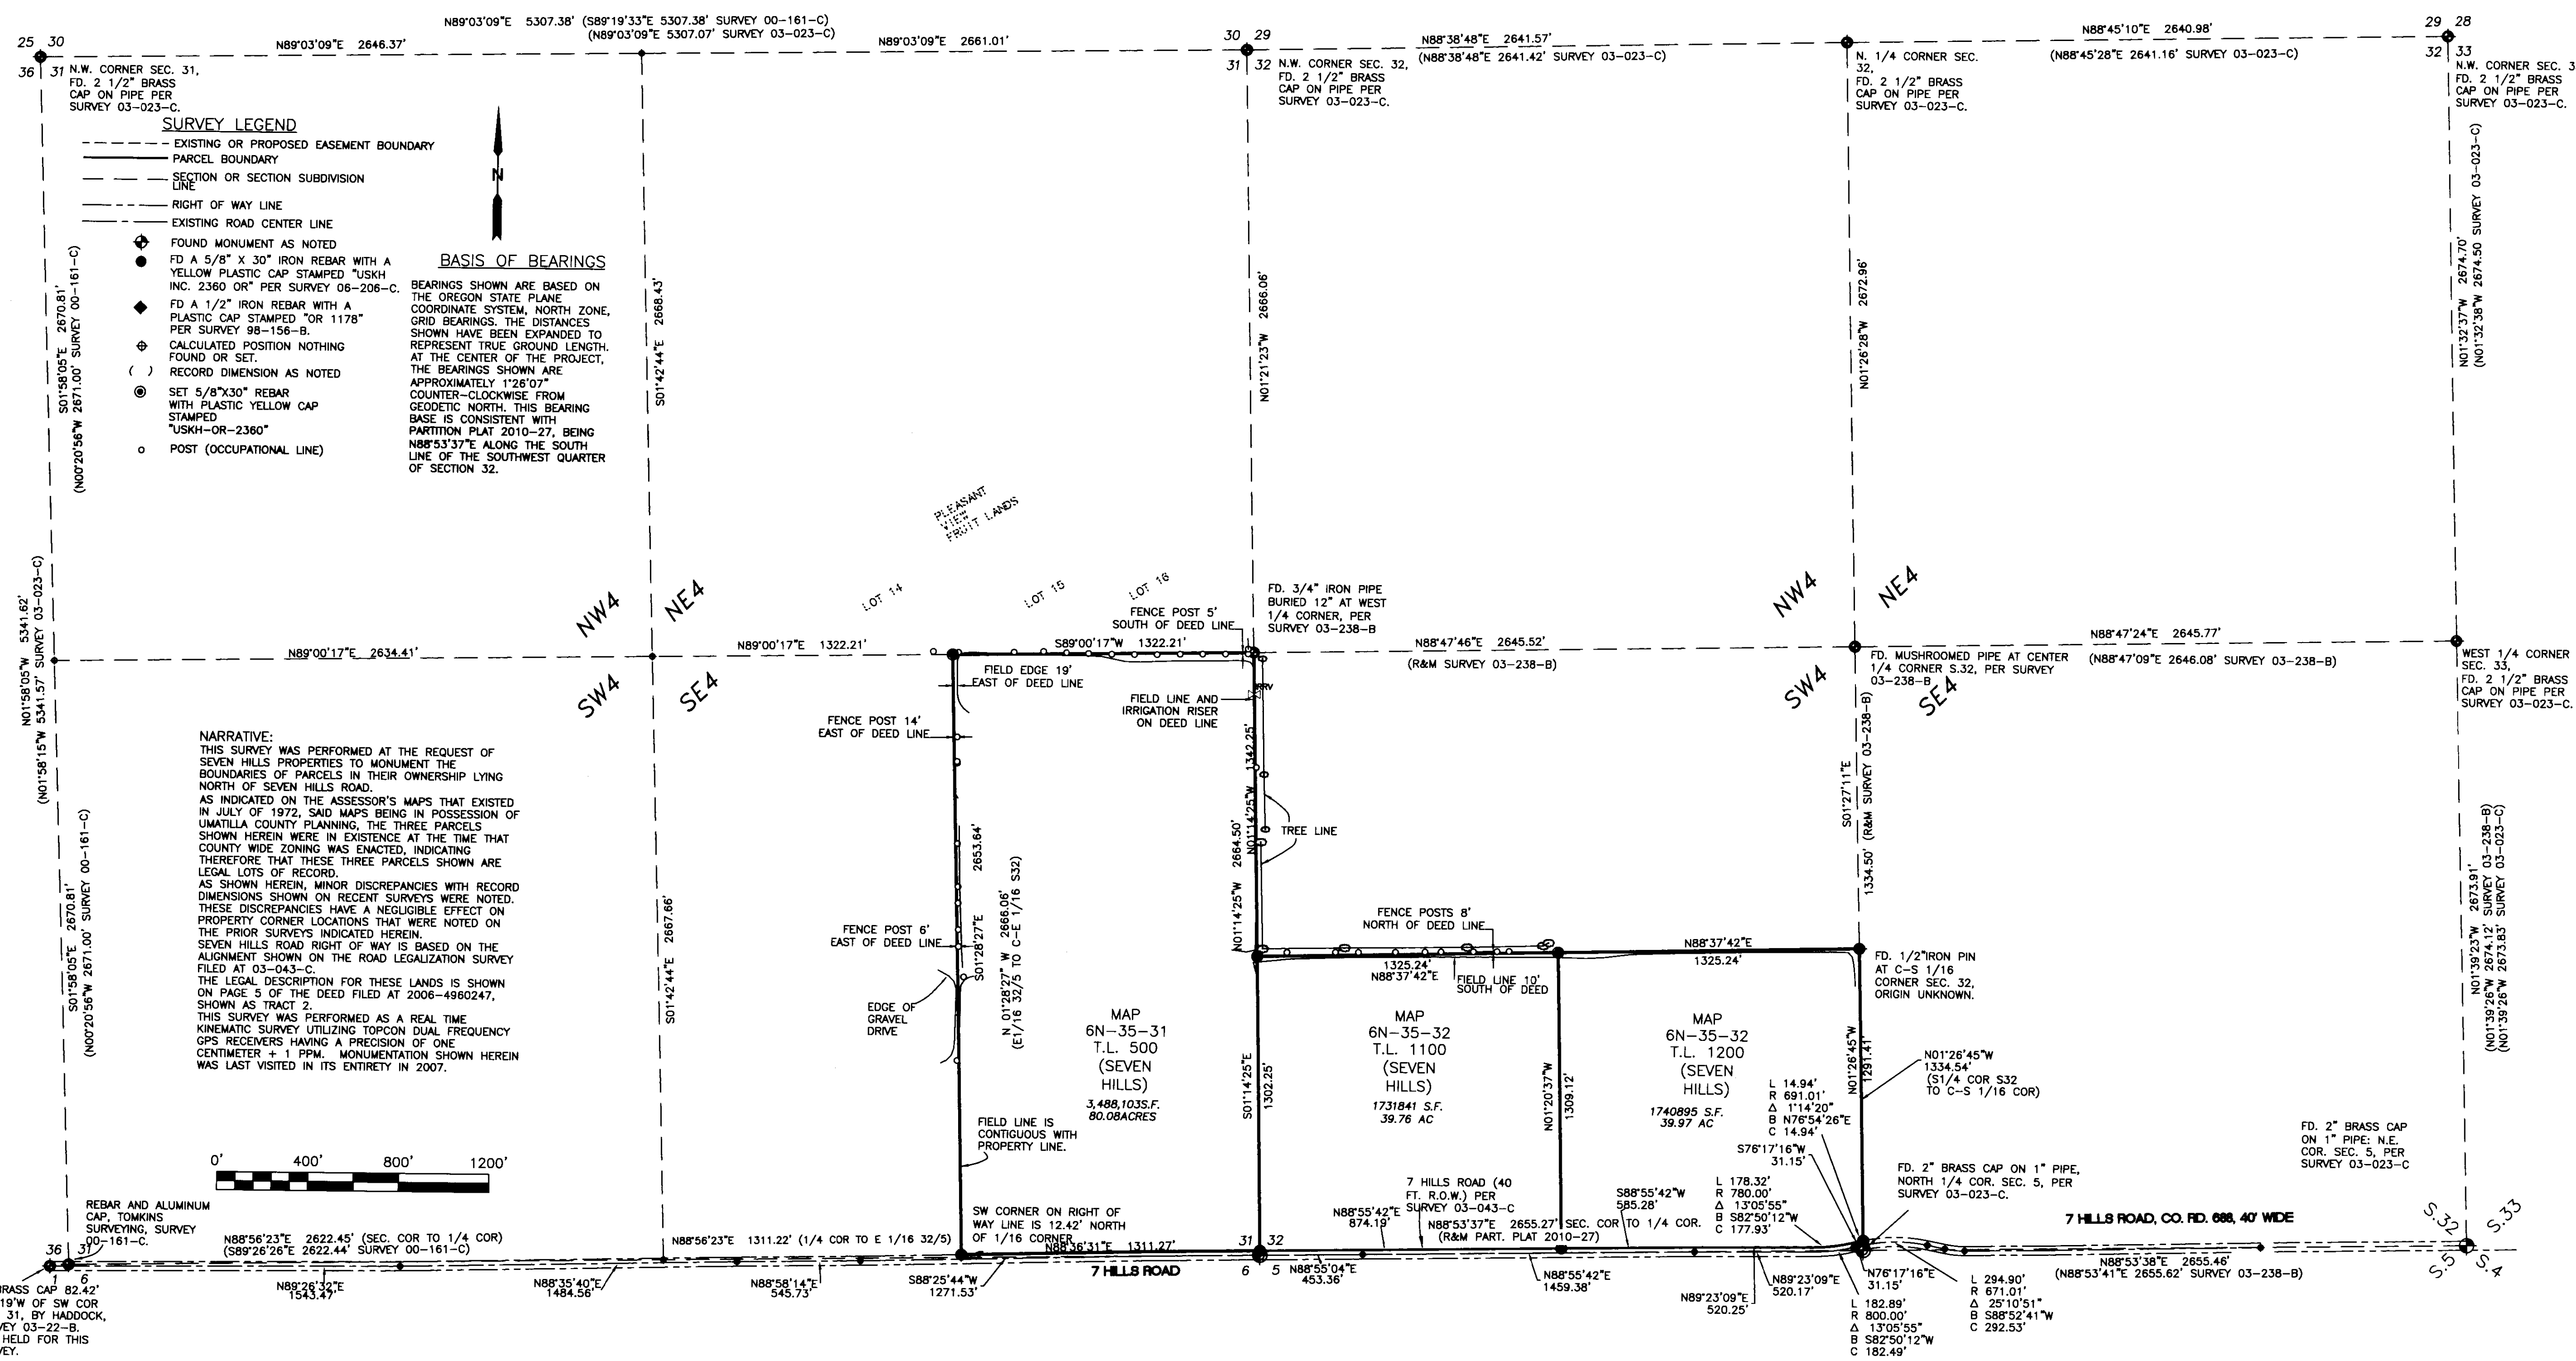 N89°03'09"E 5307.38' (S89°19'33"E 5307.38' SURVEY 00-161-C)
(N89°03'09"E 5307.07' SURVEY 03-023-C)
25 30
N89°03'09"E 2646.37'
N89°03'09"E 2661.01'
30 29
N88°38'48"E 2641.57'
N88°45'10"E 2640.98'
29 28
36 31
31 32
(N88°38'48"E 2641.42' SURVEY 03-023-C)
(N88°45'28"E 2641.16' SURVEY 03-023-C)
32 33
N.W. CORNER SEC. 31,
FD. 2 1/2" BRASS
CAP ON PIPE PER
SURVEY 03-023-C.
N.W. CORNER SEC. 32,
FD. 2 1/2" BRASS
CAP ON PIPE PER
SURVEY 03-023-C.
N. 1/4 CORNER SEC.
32,
FD. 2 1/2" BRASS
CAP ON PIPE PER
SURVEY 03-023-C.
N.W. CORNER SEC. 3
FD. 2 1/2" BRASS
CAP ON PIPE PER
SURVEY 03-023-C.
SURVEY LEGEND
EXISTING OR PROPOSED EASEMENT BOUNDARY
PARCEL BOUNDARY
SECTION OR SECTION SUBDIVISION
LINE
RIGHT OF WAY LINE
EXISTING ROAD CENTER LINE
FOUND MONUMENT AS NOTED
FD A 5/8" X 30" IRON REBAR WITH A
YELLOW PLASTIC CAP STAMPED "USKH
INC. 2360 OR" PER SURVEY 06-206-C.
FD A 1/2" IRON REBAR WITH A
PLASTIC CAP STAMPED "OR 1178"
PER SURVEY 98-156-B.
CALCULATED POSITION NOTHING
FOUND OR SET.
( ) RECORD DIMENSION AS NOTED
SET 5/8"X30" REBAR
WITH PLASTIC YELLOW CAP
STAMPED
"USKH-OR-2360"
POST (OCCUPATIONAL LINE)
N
BASIS OF BEARINGS
BEARINGS SHOWN ARE BASED ON
THE OREGON STATE PLANE
COORDINATE SYSTEM, NORTH ZONE,
GRID BEARINGS. THE DISTANCES
SHOWN HAVE BEEN EXPANDED TO
REPRESENT TRUE GROUND LENGTH.
AT THE CENTER OF THE PROJECT,
THE BEARINGS SHOWN ARE
APPROXIMATELY 1°26'07"
COUNTER-CLOCKWISE FROM
GEODETIC NORTH. THIS BEARING
BASE IS CONSISTENT WITH
PARTITION PLAT 2010-27, BEING
N88°53'37"E ALONG THE SOUTH
LINE OF THE SOUTHWEST QUARTER
OF SECTION 32.
S01°58'05"E 2670.81'
(N00°20'56"W 2671.00' SURVEY 00-161-C)
S01°42'44"E 2668.43'
N01°21'23"W 2666.06'
N01°26'28"W 2672.96'
N01°32'37"W 2674.70'
(N01°32'38"W 2674.50 SURVEY 03-023-C)
PLEASANT
VIEW
FRUIT LANDS
LOT 14
LOT 15
LOT 16
NW4
NE4
SW4
SE4
NW4
NE4
SW4
SE4
FENCE POST 5'
SOUTH OF DEED LINE
FD. 3/4" IRON PIPE
BURIED 12" AT WEST
1/4 CORNER, PER
SURVEY 03-238-B
N89°00'17"E 2634.41'
N89°00'17"E 1322.21'
S89°00'17"W 1322.21'
N88°47'46"E 2645.52'
(R&M SURVEY 03-238-B)
N88°47'24"E 2645.77'
(N88°47'09"E 2646.08' SURVEY 03-238-B)
FD. MUSHROOMED PIPE AT CENTER
1/4 CORNER S.32, PER SURVEY
03-238-B
WEST 1/4 CORNER
SEC. 33,
FD. 2 1/2" BRASS
CAP ON PIPE PER
SURVEY 03-023-C.
N01°58'05"W 5341.62'
(N01°58'15"W 5341.57' SURVEY 03-023-C)
FIELD EDGE 19'
EAST OF DEED LINE
FENCE POST 14'
EAST OF DEED LINE
FIELD LINE AND
IRRIGATION RISER
ON DEED LINE
NARRATIVE:
THIS SURVEY WAS PERFORMED AT THE REQUEST OF
SEVEN HILLS PROPERTIES TO MONUMENT THE
BOUNDARIES OF PARCELS IN THEIR OWNERSHIP LYING
NORTH OF SEVEN HILLS ROAD.
AS INDICATED ON THE ASSESSOR'S MAPS THAT EXISTED
IN JULY OF 1972, SAID MAPS BEING IN POSSESSION OF
UMATILLA COUNTY PLANNING, THE THREE PARCELS
SHOWN HEREIN WERE IN EXISTENCE AT THE TIME THAT
COUNTY WIDE ZONING WAS ENACTED, INDICATING
THEREFORE THAT THESE THREE PARCELS SHOWN ARE
LEGAL LOTS OF RECORD.
AS SHOWN HEREIN, MINOR DISCREPANCIES WITH RECORD
DIMENSIONS SHOWN ON RECENT SURVEYS WERE NOTED.
THESE DISCREPANCIES HAVE A NEGLIGIBLE EFFECT ON
PROPERTY CORNER LOCATIONS THAT WERE NOTED ON
THE PRIOR SURVEYS INDICATED HEREIN.
SEVEN HILLS ROAD RIGHT OF WAY IS BASED ON THE
ALIGNMENT SHOWN ON THE ROAD LEGALIZATION SURVEY
FILED AT 03-043-C.
THE LEGAL DESCRIPTION FOR THESE LANDS IS SHOWN
ON PAGE 5 OF THE DEED FILED AT 2006-4960247,
SHOWN AS TRACT 2.
THIS SURVEY WAS PERFORMED AS A REAL TIME
KINEMATIC SURVEY UTILIZING TOPCON DUAL FREQUENCY
GPS RECEIVERS HAVING A PRECISION OF ONE
CENTIMETER + 1 PPM. MONUMENTATION SHOWN HEREIN
WAS LAST VISITED IN ITS ENTIRETY IN 2007.
S01°58'05"E 2670.81'
(N00°20'56"W 2671.00' SURVEY 00-161-C)
S01°42'44"E 2667.66'
2653.64'
S01°28'27"E
N 01°28'27" W 2666.06'
(E1/16 32/5 TO C-E 1/16 S32)
N01°14'25"W 1342.25'
N01°14'25"W 2664.50'
TREE LINE
FENCE POST 6'
EAST OF DEED LINE
EDGE OF
GRAVEL
DRIVE
FENCE POSTS 8'
NORTH OF DEED LINE
1325.24'
N88°37'42"E
FIELD LINE 10'
SOUTH OF DEED
N88°37'42"E
1325.24'
S01°27'11"E
1334.50' (R&M SURVEY 03-238-B)
FD. 1/2"IRON PIN
AT C-S 1/16
CORNER SEC. 32,
ORIGIN UNKNOWN.
N01°39'23"W 2673.91'
(N01°39'26"W 2674.12' SURVEY 03-238-B)
(N01°39'26"W 2673.83' SURVEY 03-023-C)
MAP
6N-35-31
T.L. 500
(SEVEN
HILLS)
3,488,103S.F.
80.08ACRES
MAP
6N-35-32
T.L. 1100
(SEVEN
HILLS)
1731841 S.F.
39.76 AC
MAP
6N-35-32
T.L. 1200
(SEVEN
HILLS)
1740895 S.F.
39.97 AC
S01°14'25"E
1302.25'
N01°20'37"W
1309.12'
N01°26'45"W
1291.41'
N01°26'45"W
1334.54'
(S1/4 COR S32
TO C-S 1/16 COR)
L 14.94'
R 691.01'
Δ 1°14'20"
B N76°54'26"E
C 14.94'
S76°17'16"W
31.15'
FIELD LINE IS
CONTIGUOUS WITH
PROPERTY LINE.
0' 400' 800' 1200'
REBAR AND ALUMINUM
CAP, TOMKINS
SURVEYING, SURVEY
00-161-C.
N88°56'23"E 2622.45' (SEC. COR TO 1/4 COR)
(S89°26'26"E 2622.44' SURVEY 00-161-C)
N88°56'23"E 1311.22' (1/4 COR TO E 1/16 32/5)
SW CORNER ON RIGHT OF
WAY LINE IS 12.42' NORTH
OF 1/16 CORNER
N88°36'31"E 1311.27'
7 HILLS ROAD (40
FT. R.O.W.) PER
SURVEY 03-043-C
N88°55'42"E
874.19'
N88°53'37"E 2655.27' SEC. COR TO 1/4 COR.
(R&M PART. PLAT 2010-27)
S88°55'42"W
585.28'
L 178.32'
R 780.00'
Δ 13°05'55"
B S82°50'12"W
C 177.93'
FD. 2" BRASS CAP ON 1" PIPE,
NORTH 1/4 COR. SEC. 5, PER
SURVEY 03-023-C.
FD. 2" BRASS CAP
ON 1" PIPE: N.E.
COR. SEC. 5, PER
SURVEY 03-023-C
7 HILLS ROAD, CO. RD. 688, 40' WIDE
S.32
S.33
S.5
S.4
36 31
1 6
31 32
6 5
N89°26'32"E
1543.47'
N88°35'40"E
1484.56'
N88°58'14"E
545.73'
S88°25'44"W
1271.53'
7 HILLS ROAD
N88°55'04"E
453.36'
N88°55'42"E
1459.38'
N89°23'09"E
520.25'
N89°23'09"E
520.17'
N76°17'16"E
31.15'
L 182.89'
R 800.00'
Δ 13°05'55"
B S82°50'12"W
C 182.49'
L 294.90'
R 671.01'
Δ 25°10'51"
B S88°52'41"W
C 292.53'
N88°53'38"E 2655.46'
(N88°53'41"E 2655.62' SURVEY 03-238-B)
RASS CAP 82.42'
19'W OF SW COR
31, BY HADDOCK,
VEY 03-22-B.
HELD FOR THIS
VEY.